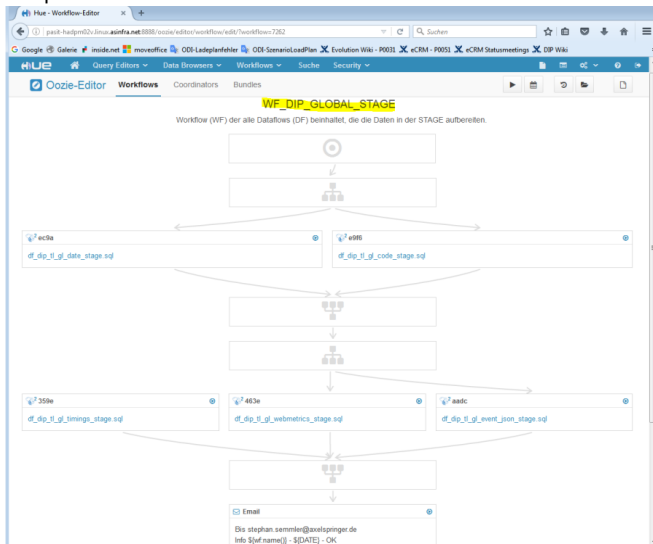 Hue - Workflow-Editor
pasit-hadpm02v.linux.asinfra.net:8888/oozie/editor/workflow/edit/?workflow=7262
Suchen
Google Galerie inside.net moveoffice ODI-Ladeplanfehler ODI-SzenarioLoadPlan Evolution Wiki - P0031 eCRM - P0051 eCRM Statusmeetings DIP Wiki
HUE Query Editors Data Browsers Workflows Suche Security
Oozie-Editor Workflows Coordinators Bundles
WF_DIP_GLOBAL_STAGE
Workflow (WF) der alle Dataflows (DF) beinhaltet, die die Daten in der STAGE aufbereiten.
ec9a
e9f6
df_dip_tl_gl_date_stage.sql
df_dip_tl_gl_code_stage.sql
359e
463e
aadc
df_dip_tl_gl_timings_stage.sql
df_dip_tl_gl_webmetrics_stage.sql
df_dip_tl_gl_event_json_stage.sql
Email
Bis stephan.semmler@axelspringer.de
Info ${wf:name()} - ${DATE} - OK